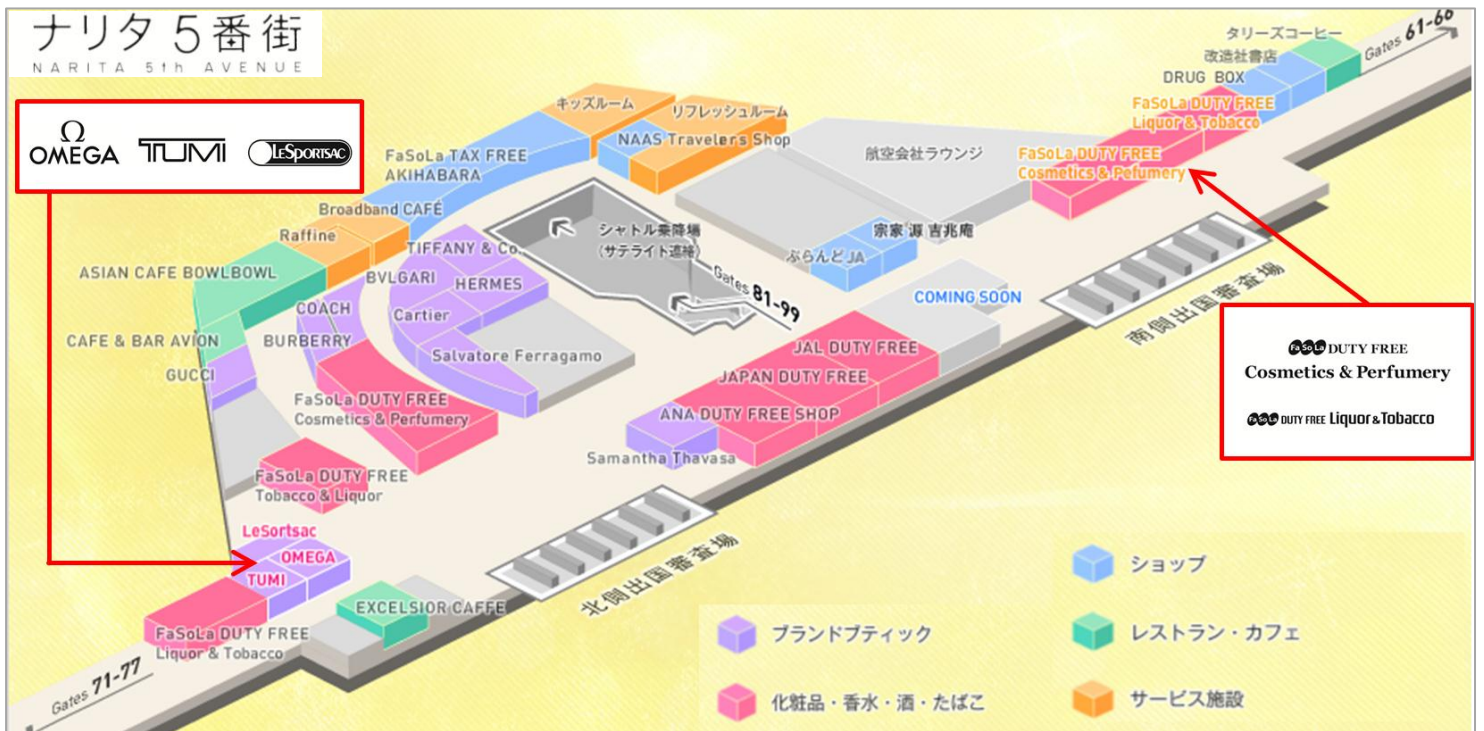 ナリタ 5 番街
NARITA 5th AVENUE
Ω
OMEGA
TUMI
LESPORTSAC
タリーズコーヒー
改造社書店
DRUG BOX
FaSoLa DUTY FREE
Liquor & Tobacco
FaSoLa DUTY FREE
Cosmetics & Pefumery
Gates 61-66
キッズルーム
リフレッシュルーム
NAAS Travelers Shop
FaSoLa TAX FREE
AKIHABARA
Broadband CAFÉ
Raffine
ASIAN CAFE BOWLBOWL
CAFE & BAR AVION
GUCCI
航空会社ラウンジ
シャトル乗降場
(サテライト連絡)
Gates 81-99
宗家 源 吉兆庵
ぶらんど JA
COMING SOON
TIFFANY & Co.
BVLGARI
HERMES
Cartier
Salvatore Ferragamo
COACH
BURBERRY
FaSoLa DUTY FREE
Cosmetics & Perfumery
JAL DUTY FREE
JAPAN DUTY FREE
ANA DUTY FREE SHOP
Samantha Thavasa
南側出国審査場
FaSoLa DUTY FREE
Cosmetics & Perfumery
FaSoLa DUTY FREE Liquor & Tobacco
FaSoLa DUTY FREE
Tobacco & Liquor
LeSortsac
OMEGA
TUMI
FaSoLa DUTY FREE
Liquor & Tobacco
EXCELSIOR CAFFE
北側出国審査場
Gates 71-77
ブランドブティック
化粧品・香水・酒・たばこ
ショップ
レストラン・カフェ
サービス施設